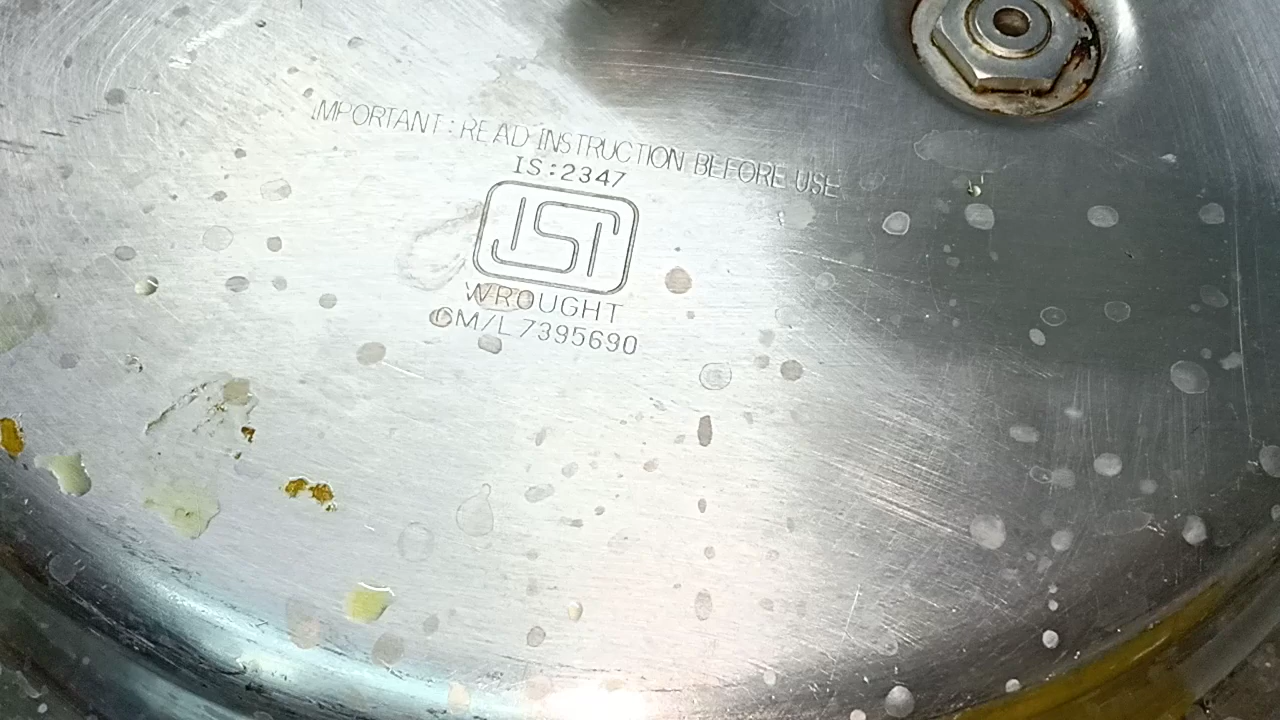 IMPORTANT : READ INSTRUCTION BEFORE USE
IS:2347
ISI
WROUGHT
CM/L 7395690